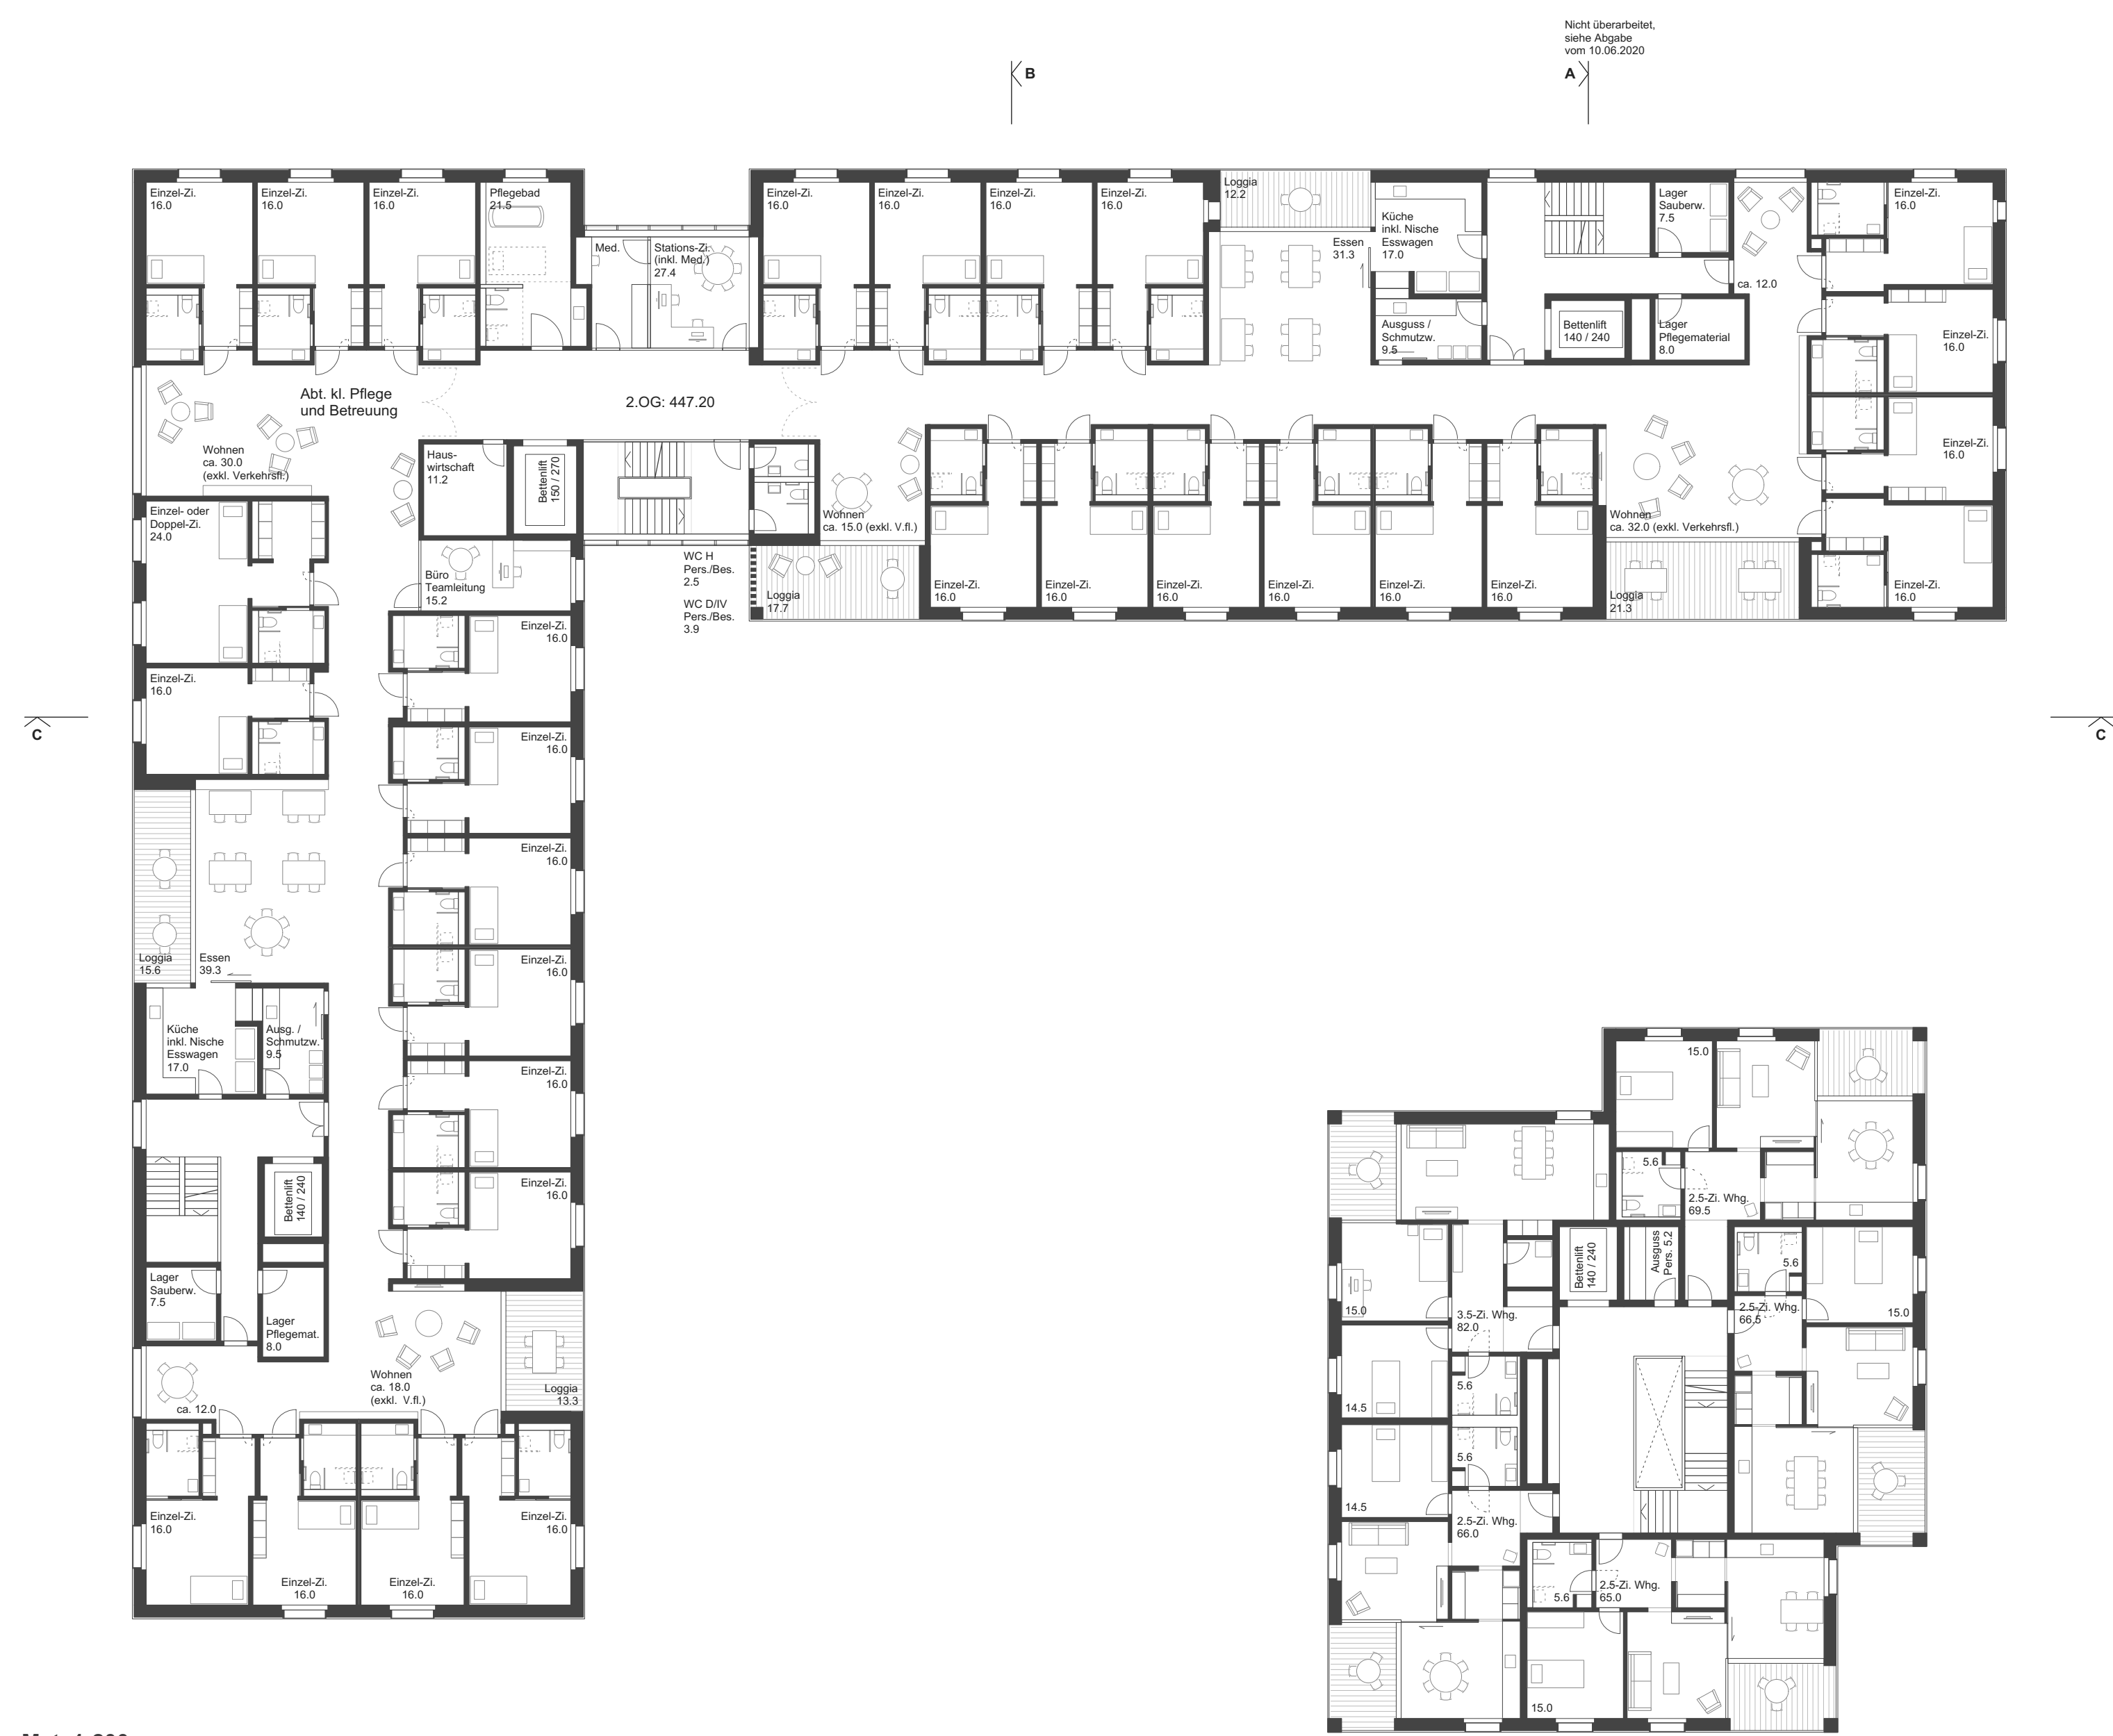 Nicht überarbeitet,
siehe Abgabe
vom 10.06.2020
B
A
Einzel-Zi.
16.0
Einzel-Zi.
16.0
Einzel-Zi.
16.0
Pflegebad
21.5
Med.
Stations-Zi.
(inkl. Med.)
27.4
Einzel-Zi.
16.0
Einzel-Zi.
16.0
Einzel-Zi.
16.0
Einzel-Zi.
16.0
Loggia
12.2
Essen
31.3
Küche
inkl. Nische
Esswagen
17.0
Ausguss /
Schmutzw.
9.5
Lager
Sauberw.
7.5
Bettenlift
140 / 240
Lager
Pflegematerial
8.0
ca. 12.0
Einzel-Zi.
16.0
Einzel-Zi.
16.0
Einzel-Zi.
16.0
Einzel-Zi.
16.0
Abt. kl. Pflege
und Betreuung
2.OG: 447.20
Wohnen
ca. 30.0
(exkl. Verkehrsfl.)
Haus-
wirtschaft
11.2
Bettenlift
150 / 270
Wohnen
ca. 15.0 (exkl. V.fl.)
Wohnen
ca. 32.0 (exkl. Verkehrsfl.)
WC H
Pers./Bes.
2.5
WC D/IV
Pers./Bes.
3.9
Loggia
17.7
Einzel-Zi.
16.0
Einzel-Zi.
16.0
Einzel-Zi.
16.0
Einzel-Zi.
16.0
Einzel-Zi.
16.0
Einzel-Zi.
16.0
Loggia
21.3
Einzel- oder
Doppel-Zi.
24.0
Büro
Teamleitung
15.2
Einzel-Zi.
16.0
Einzel-Zi.
16.0
C
C
Einzel-Zi.
16.0
Einzel-Zi.
16.0
Einzel-Zi.
16.0
Einzel-Zi.
16.0
Einzel-Zi.
16.0
Loggia
15.6
Essen
39.3
Küche
inkl. Nische
Esswagen
17.0
Ausg. /
Schmutzw.
9.5
Bettenlift
140 / 240
Lager
Sauberw.
7.5
Lager
Pflegemat.
8.0
ca. 12.0
Wohnen
ca. 18.0
(exkl. V.fl.)
Loggia
13.3
Einzel-Zi.
16.0
Einzel-Zi.
16.0
Einzel-Zi.
16.0
Einzel-Zi.
16.0
15.0
5.6
2.5-Zi. Whg.
69.5
Bettenlift
140 / 240
Ausguss
Pers. 5.2
5.6
2.5-Zi. Whg.
66.5
15.0
15.0
3.5-Zi. Whg.
82.0
14.5
5.6
14.5
5.6
2.5-Zi. Whg.
66.0
5.6
2.5-Zi. Whg.
65.0
15.0